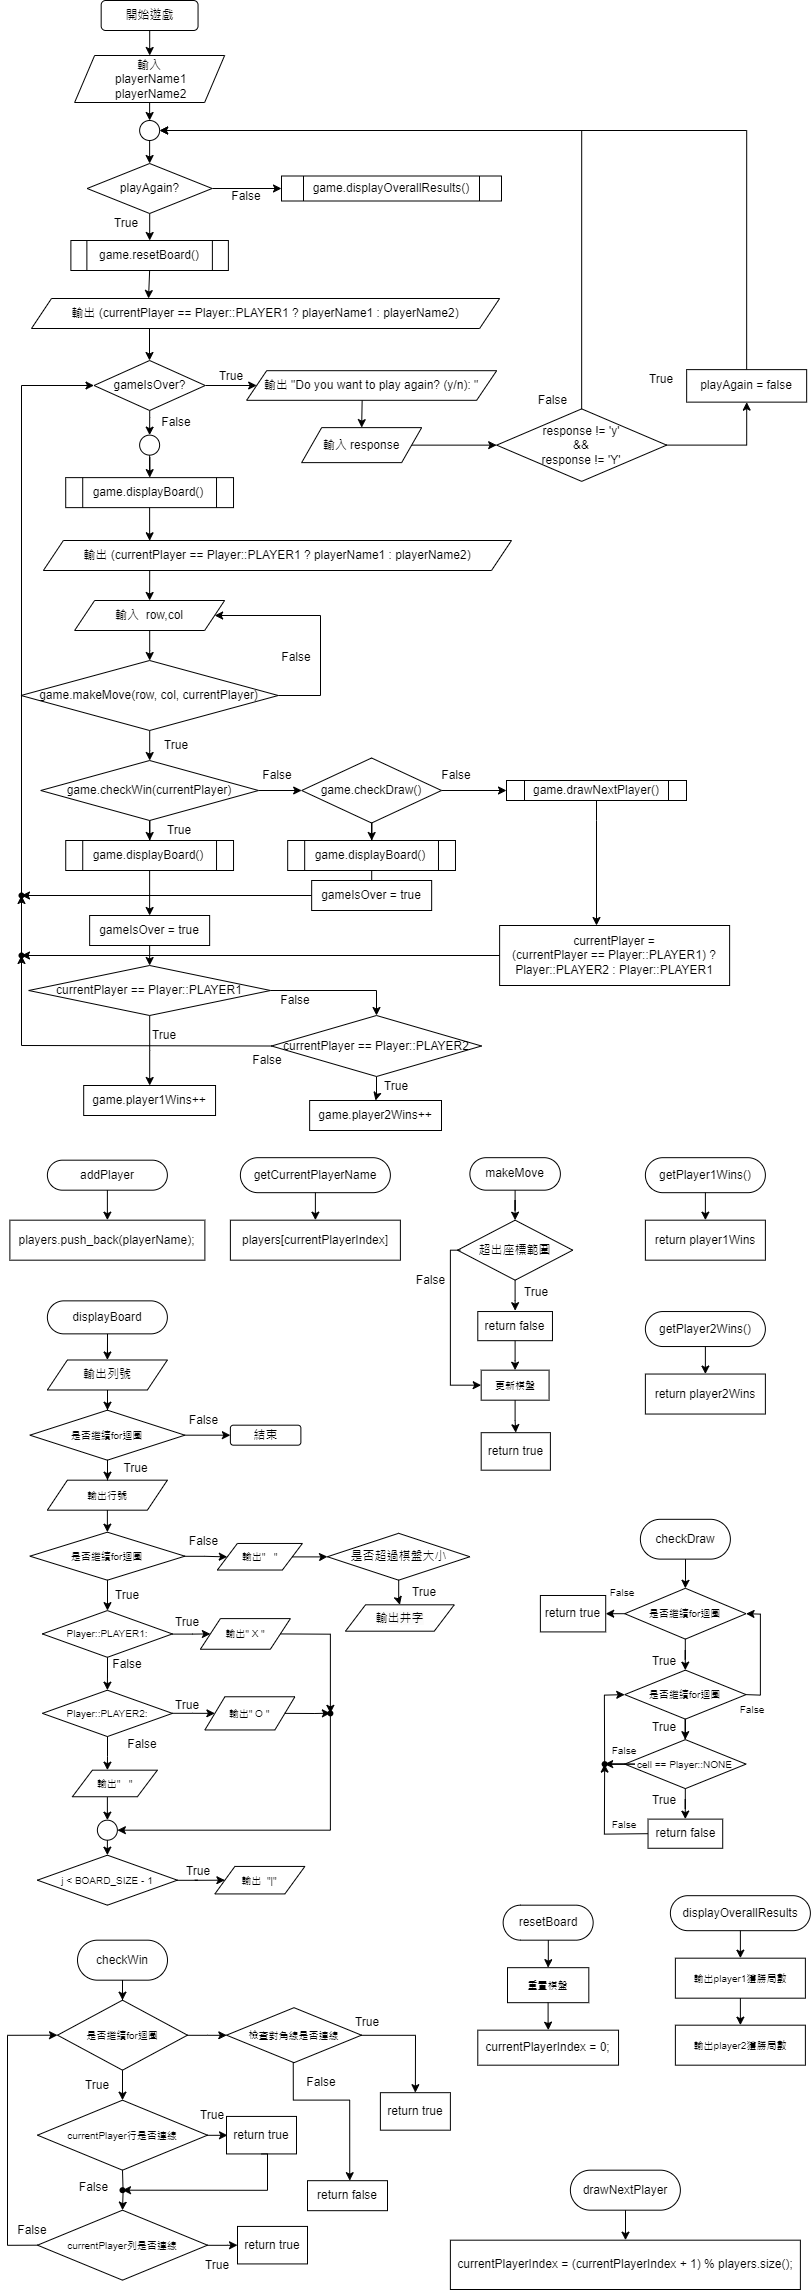 開始遊戲
輸入
playerName1
playerName2
playAgain?
False
game.displayOverallResults()
True
game.resetBoard()
輸出 (currentPlayer == Player::PLAYER1 ? playerName1 : playerName2)
gameIsOver?
True
輸出 "Do you want to play again? (y/n): "
False
輸入 response
False
response != 'y'
&&
response != 'Y'
True
playAgain = false
game.displayBoard()
輸出 (currentPlayer == Player::PLAYER1 ? playerName1 : playerName2)
輸入  row,col
False
game.makeMove(row, col, currentPlayer)
True
game.checkWin(currentPlayer)
False
game.checkDraw()
False
game.drawNextPlayer()
True
game.displayBoard()
game.displayBoard()
gameIsOver = true
gameIsOver = true
currentPlayer =
(currentPlayer == Player::PLAYER1) ?
Player::PLAYER2 : Player::PLAYER1
currentPlayer == Player::PLAYER1
False
True
currentPlayer == Player::PLAYER2
False
True
game.player1Wins++
game.player2Wins++
addPlayer
players.push_back(playerName);
getCurrentPlayerName
players[currentPlayerIndex]
makeMove
超出座標範圍
False
True
return false
更新棋盤
return true
getPlayer1Wins()
return player1Wins
getPlayer2Wins()
return player2Wins
displayBoard
輸出列號
是否繼續for迴圈
False
結束
True
輸出行號
是否繼續for迴圈
False
輸出"   "
是否超過棋盤大小
True
輸出井字
True
Player::PLAYER1:
True
輸出" X "
False
Player::PLAYER2:
True
輸出" O "
False
輸出"   "
j < BOARD_SIZE - 1
True
輸出  "|"
checkDraw
是否繼續for迴圈
False
return true
True
是否繼續for迴圈
False
True
cell == Player::NONE
False
True
return false
False
checkWin
是否繼續for迴圈
檢查對角線是否連線
True
return true
False
return false
True
currentPlayer行是否連線
True
return true
False
currentPlayer列是否連線
False
True
return true
resetBoard
重置棋盤
currentPlayerIndex = 0;
displayOverallResults
輸出player1獲勝局數
輸出player2獲勝局數
drawNextPlayer
currentPlayerIndex = (currentPlayerIndex + 1) % players.size();